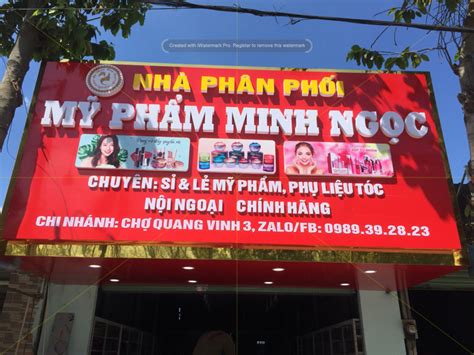 Created with iWatermark Pro. Register to remove this watermark
NHÀ PHÂN PHỐI
MỸ PHẨM MINH NGỌC
CHUYÊN: SỈ & LẺ MỸ PHẨM, PHỤ LIỆU TÓC
NỘI NGOẠI CHÍNH HÃNG
CHI NHÁNH: CHỢ QUANG VINH 3, ZALO/FB: 0989.39.28.23